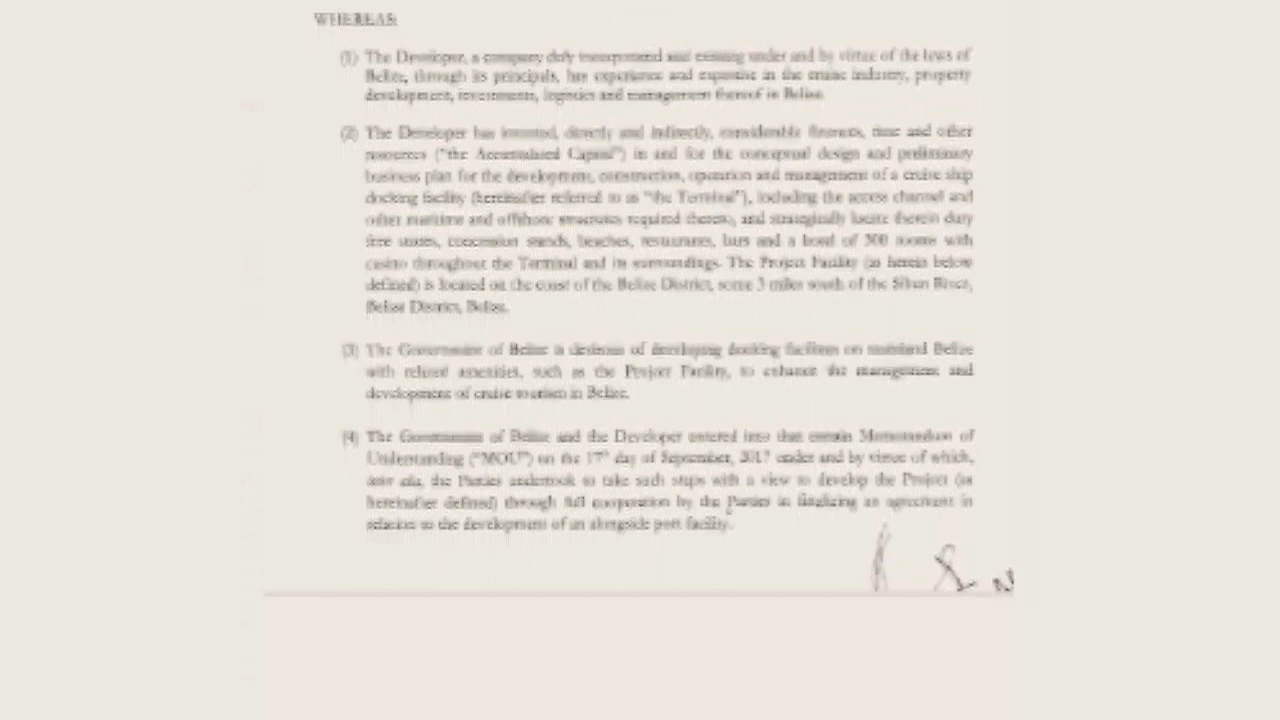 WHEREAS:
(1) The Developer, a company duly incorporated and existing under and by virtue of the laws of
Belize, through its principals, has experience and expertise in the cruise industry, property
development, investments, logistics and management thereof in Belize.
(2) The Developer has invested, directly and indirectly, considerable finances, time and other
resources ("the Accumulated Capital") in and for the conceptual design and preliminary
business plan for the development, construction, operation and management of a cruise ship
docking facility (hereinafter referred to as "the Terminal"), including the access channel and
other maritime and offshore structures required thereto, and strategically locate therein duty
free stores, concession stands, beaches, restaurants, bars and a hotel of 300 rooms with
casino throughout the Terminal and its surroundings. The Project Facility (as herein below
defined) is located on the coast of the Belize District, some 3 miles south of the Sibun River,
Belize District, Belize.
(3) The Government of Belize is desirous of developing docking facilities on mainland Belize
with related amenities, such as the Project Facility, to enhance the management and
development of cruise tourism in Belize.
(4) The Government of Belize and the Developer entered into that certain Memorandum of
Understanding ("MOU") on the 17th day of September, 2017 under and by virtue of which,
inter alia, the Parties undertook to take such steps with a view to develop the Project (as
hereinafter defined) through full cooperation by the Parties in finalizing an agreement in
relation to the development of an alongside port facility.